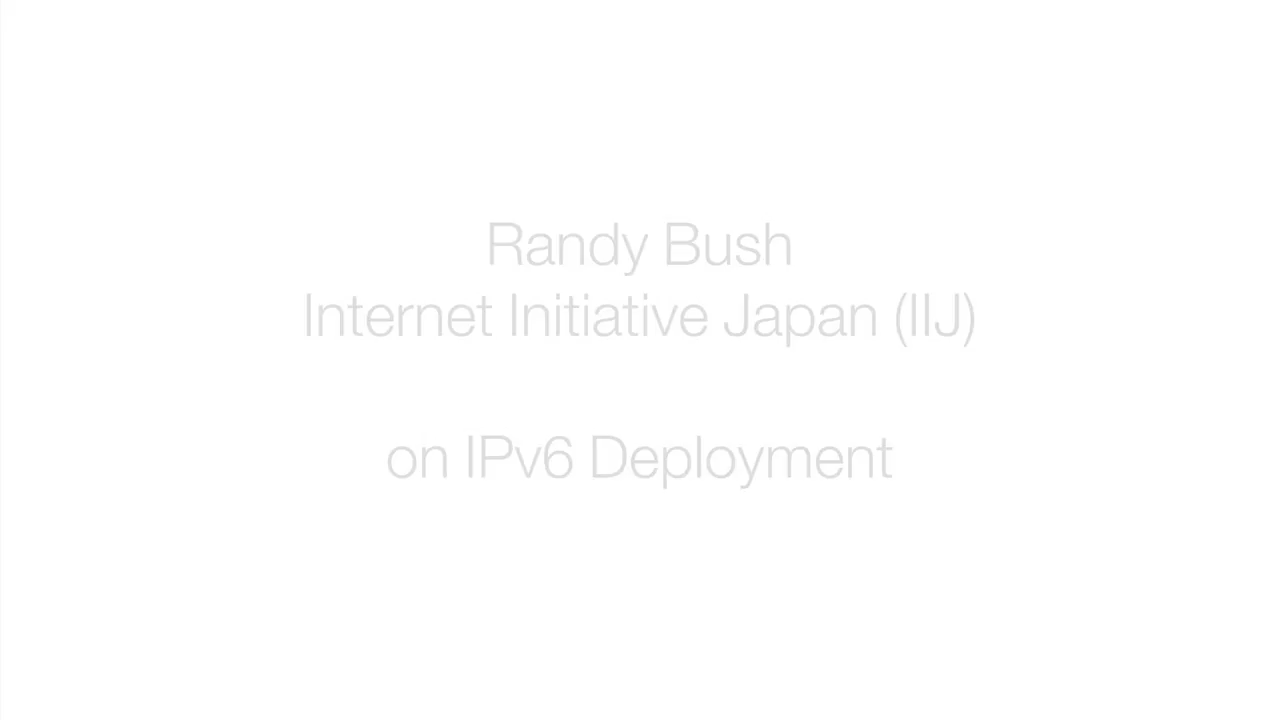 Randy Bush
Internet Initiative Japan (IIJ)
on IPv6 Deployment